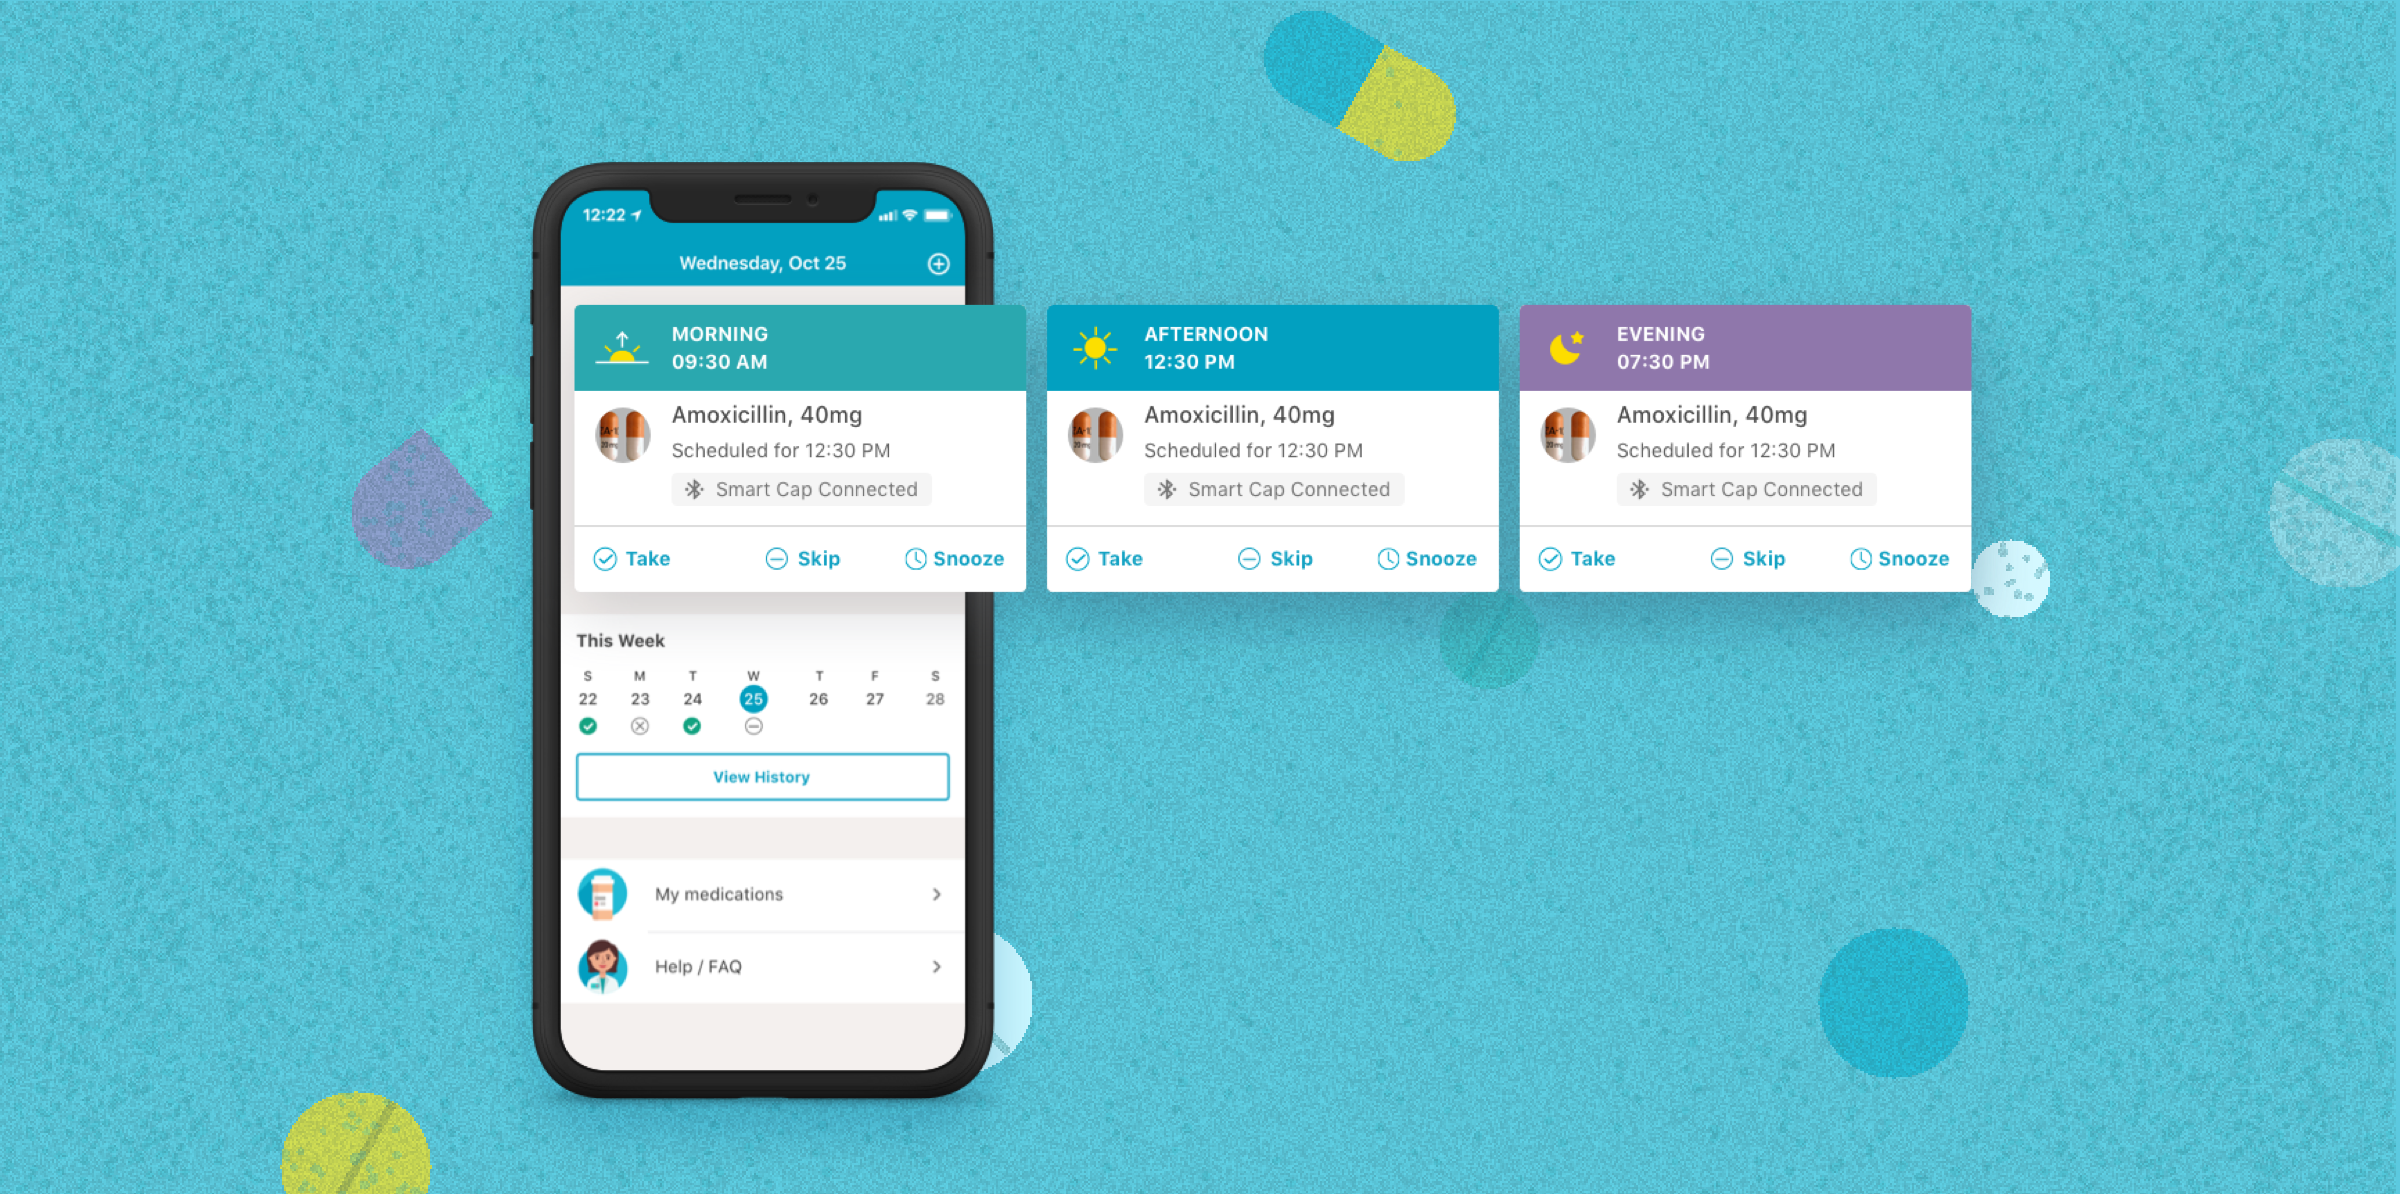 12:22
Wednesday, Oct 25
MORNING
09:30 AM
Amoxicillin, 40mg
Scheduled for 12:30 PM
Smart Cap Connected
Take Skip Snooze
AFTERNOON
12:30 PM
Amoxicillin, 40mg
Scheduled for 12:30 PM
Smart Cap Connected
Take Skip Snooze
EVENING
07:30 PM
Amoxicillin, 40mg
Scheduled for 12:30 PM
Smart Cap Connected
Take Skip Snooze
This Week
S M T W T F S
22 23 24 25 26 27 28
View History
My medications
Help / FAQ